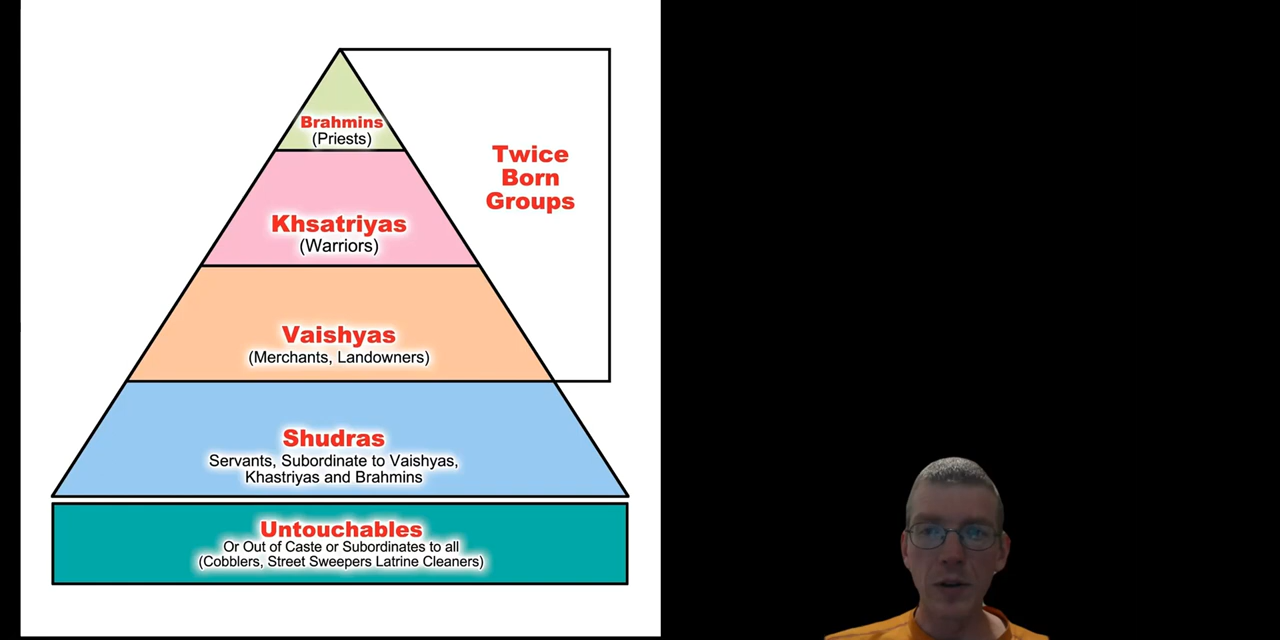 Brahmins
(Priests)
Twice
Born
Groups
Khsatriyas
(Warriors)
Vaishyas
(Merchants, Landowners)
Shudras
Servants, Subordinate to Vaishyas,
Khastriyas and Brahmins
Untouchables
Or Out of Caste or Subordinates to all
(Cobblers, Street Sweepers Latrine Cleaners)